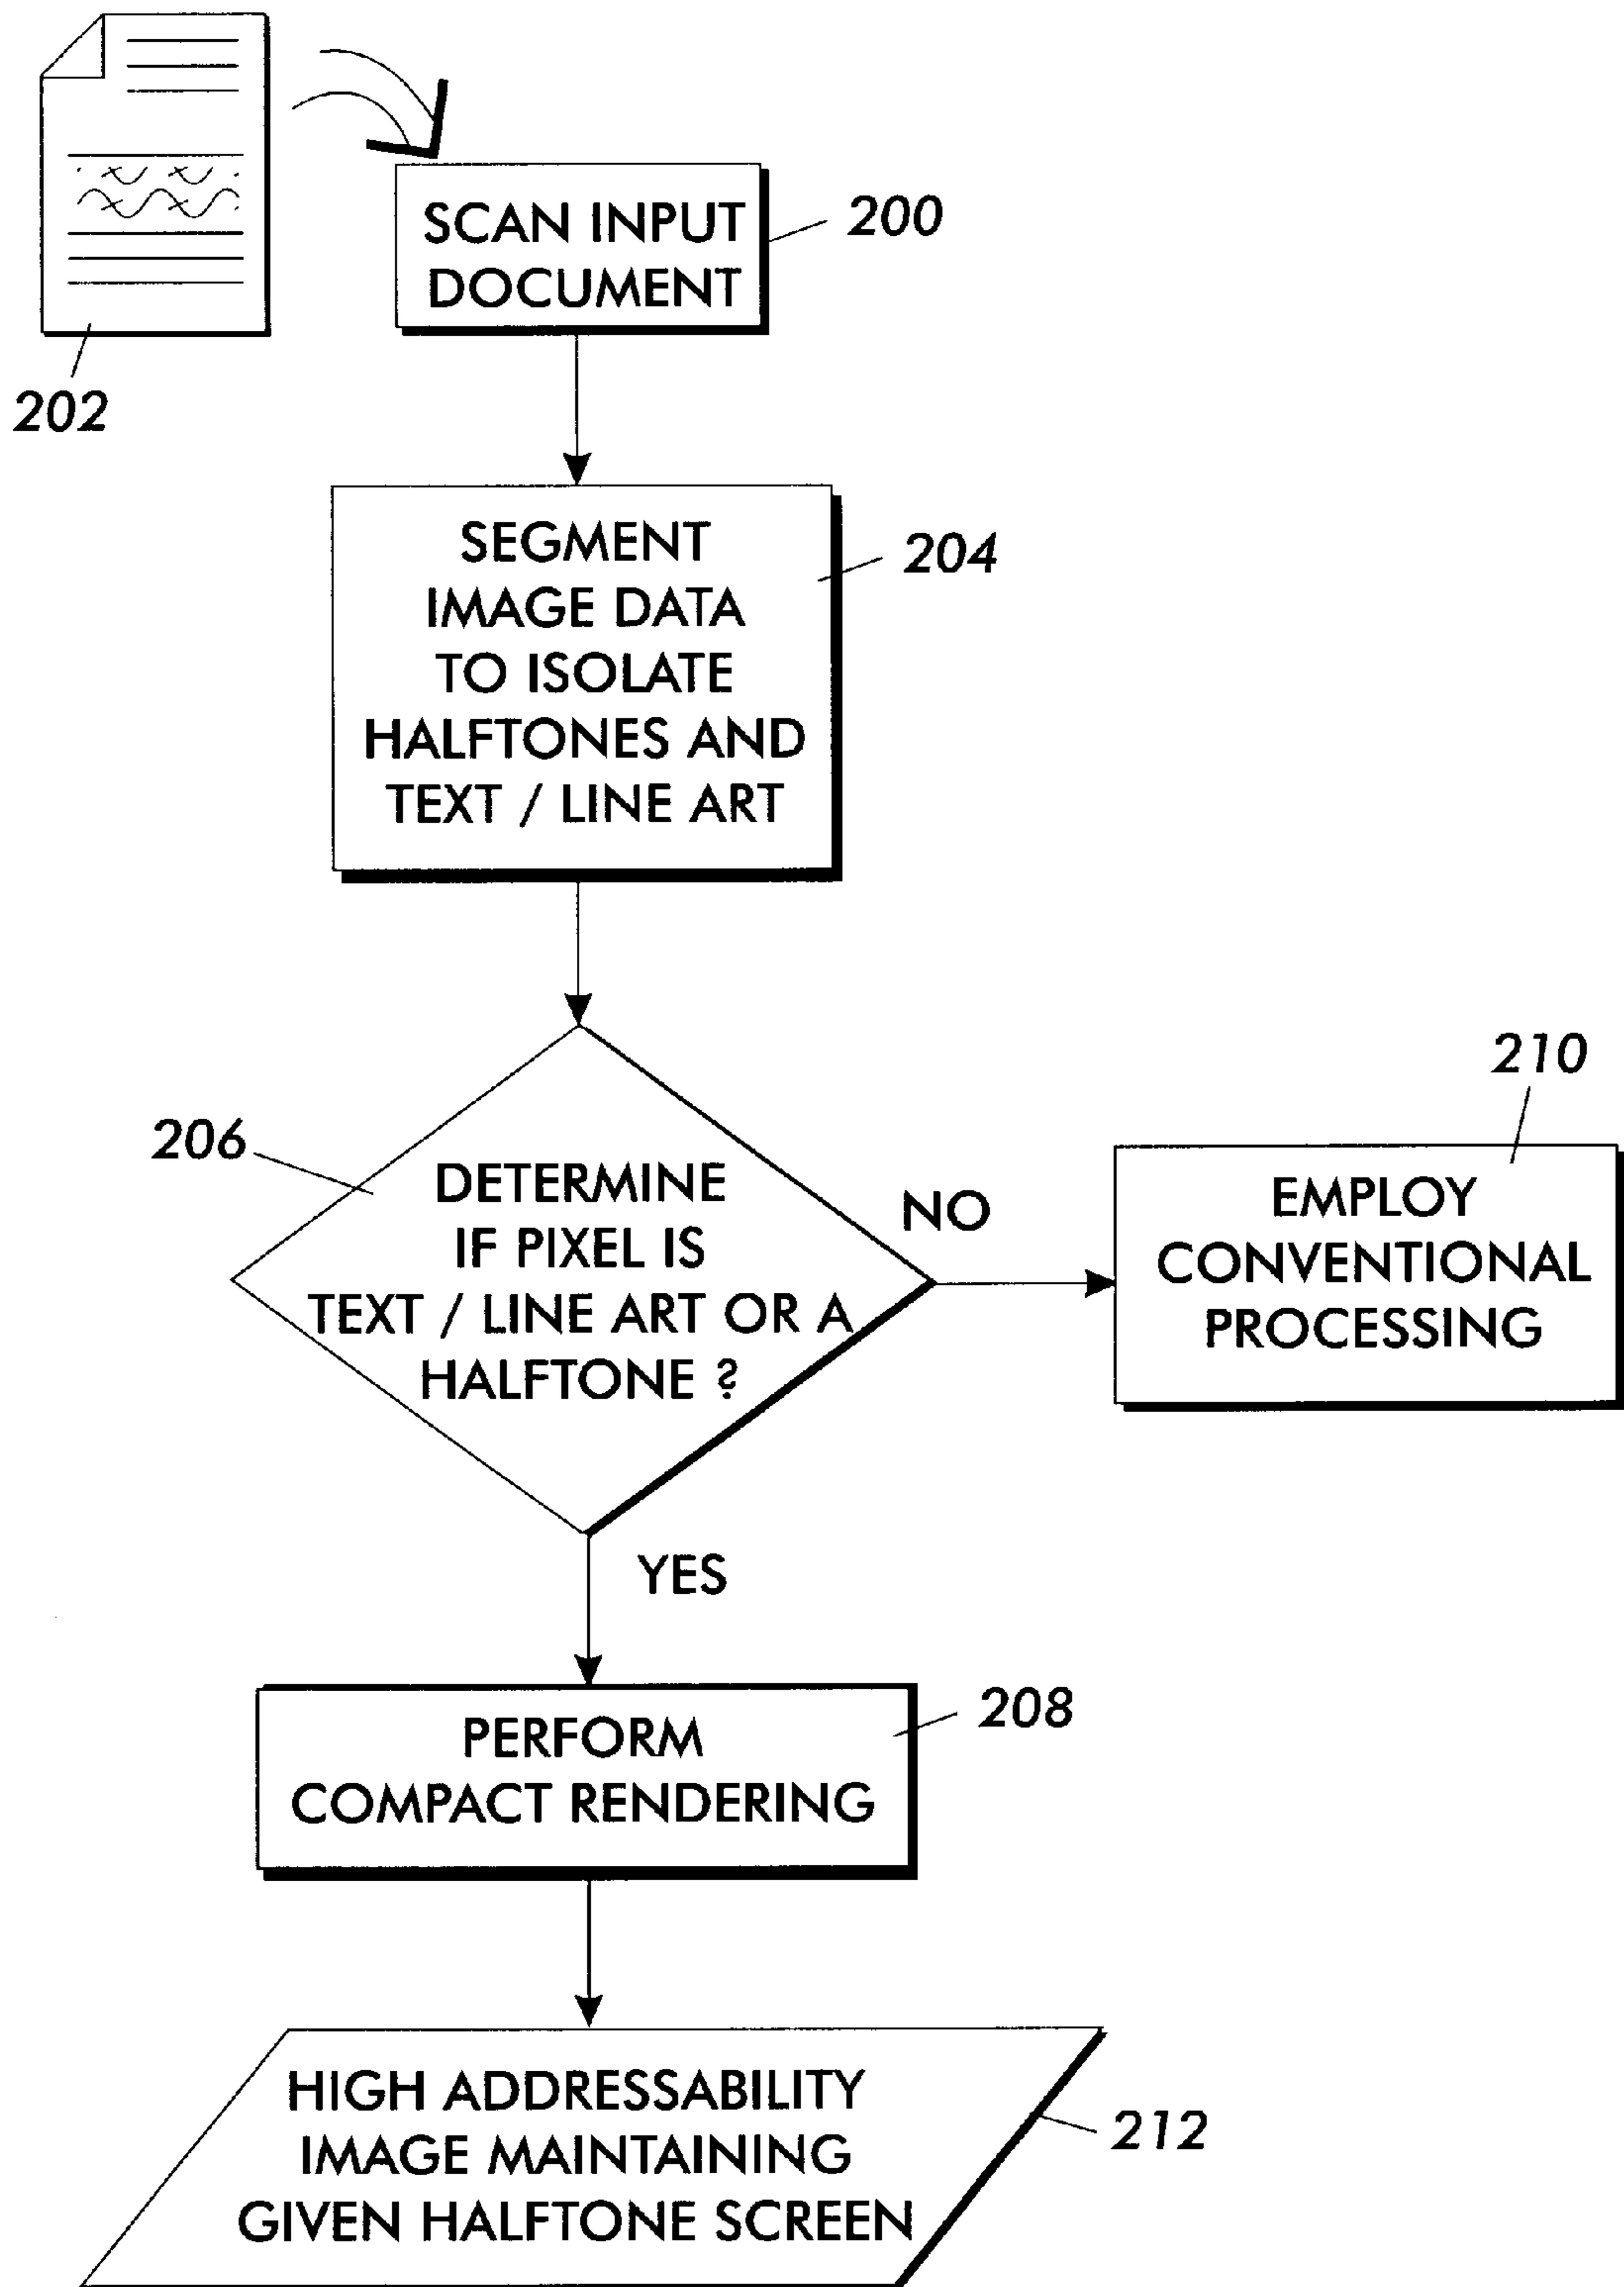 SCAN INPUT
DOCUMENT
200
202
SEGMENT
IMAGE DATA
TO ISOLATE
HALFTONES AND
TEXT / LINE ART
204
206
DETERMINE
IF PIXEL IS
TEXT / LINE ART OR A
HALFTONE ?
NO
210
EMPLOY
CONVENTIONAL
PROCESSING
YES
PERFORM
COMPACT RENDERING
208
HIGH ADDRESSABILITY
IMAGE MAINTAINING
GIVEN HALFTONE SCREEN
212